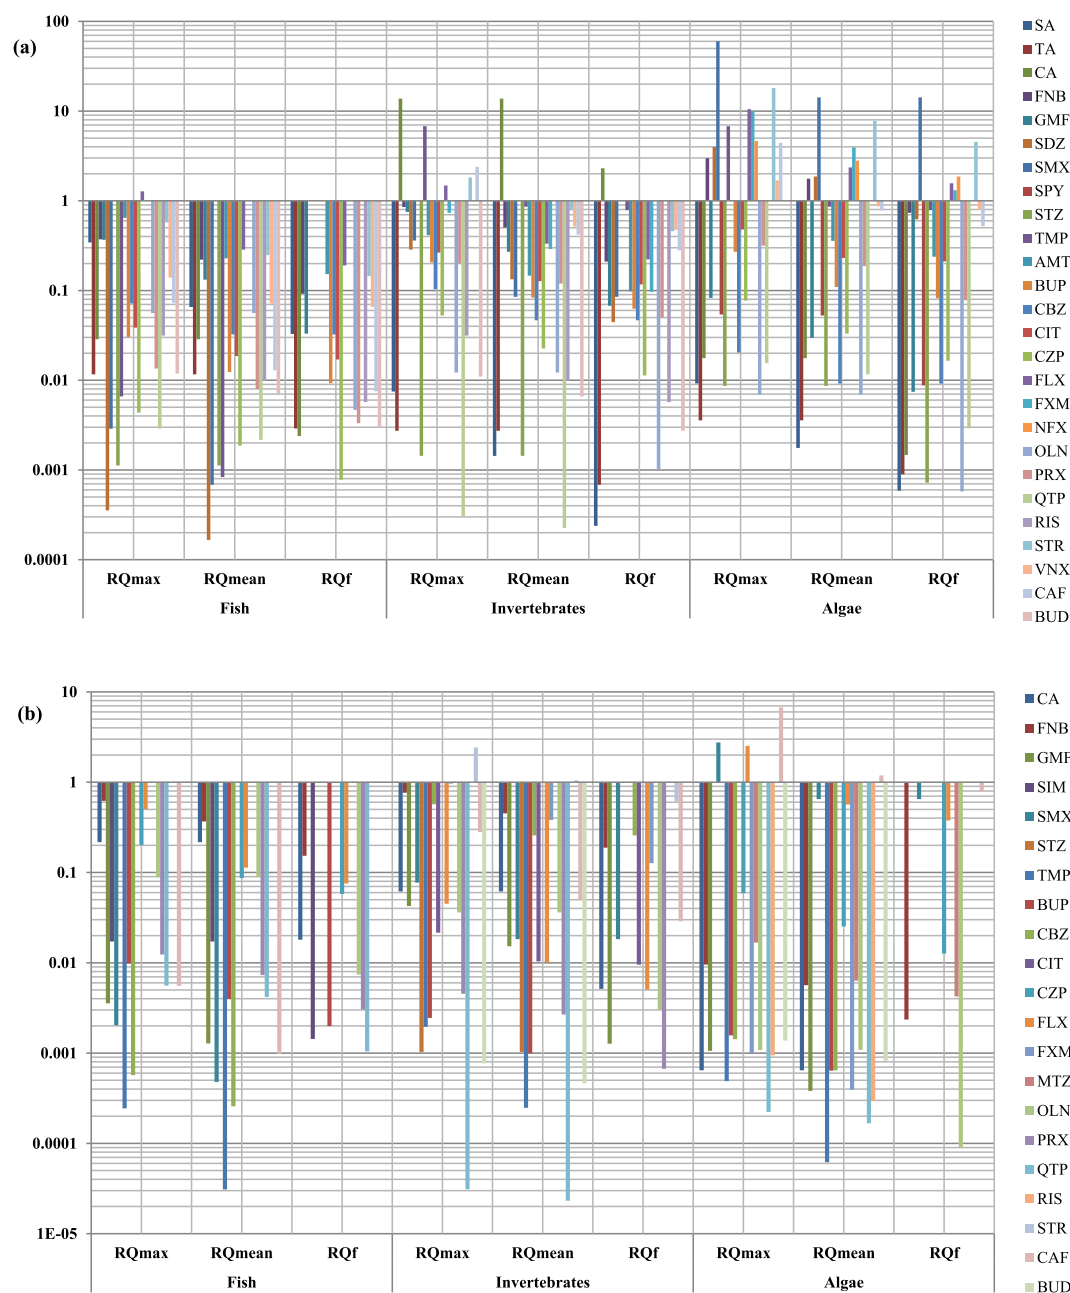 (a)
100
10
1
0.1
0.01
0.001
0.0001
RQmax RQmean RQf RQmax RQmean RQf RQmax RQmean RQf
Fish Invertebrates Algae
SA
TA
CA
FNB
GMF
SDZ
SMX
SPY
STZ
TMP
AMT
BUP
CBZ
CIT
CZP
FLX
FXM
NFX
OLN
PRX
QTP
RIS
STR
VNX
CAF
BUD
(b)
10
1
0.1
0.01
0.001
0.0001
1E-05
RQmax RQmean RQf RQmax RQmean RQf RQmax RQmean RQf
Fish Invertebrates Algae
CA
FNB
GMF
SIM
SMX
STZ
TMP
BUP
CBZ
CIT
CZP
FLX
FXM
MTZ
OLN
PRX
QTP
RIS
STR
CAF
BUD